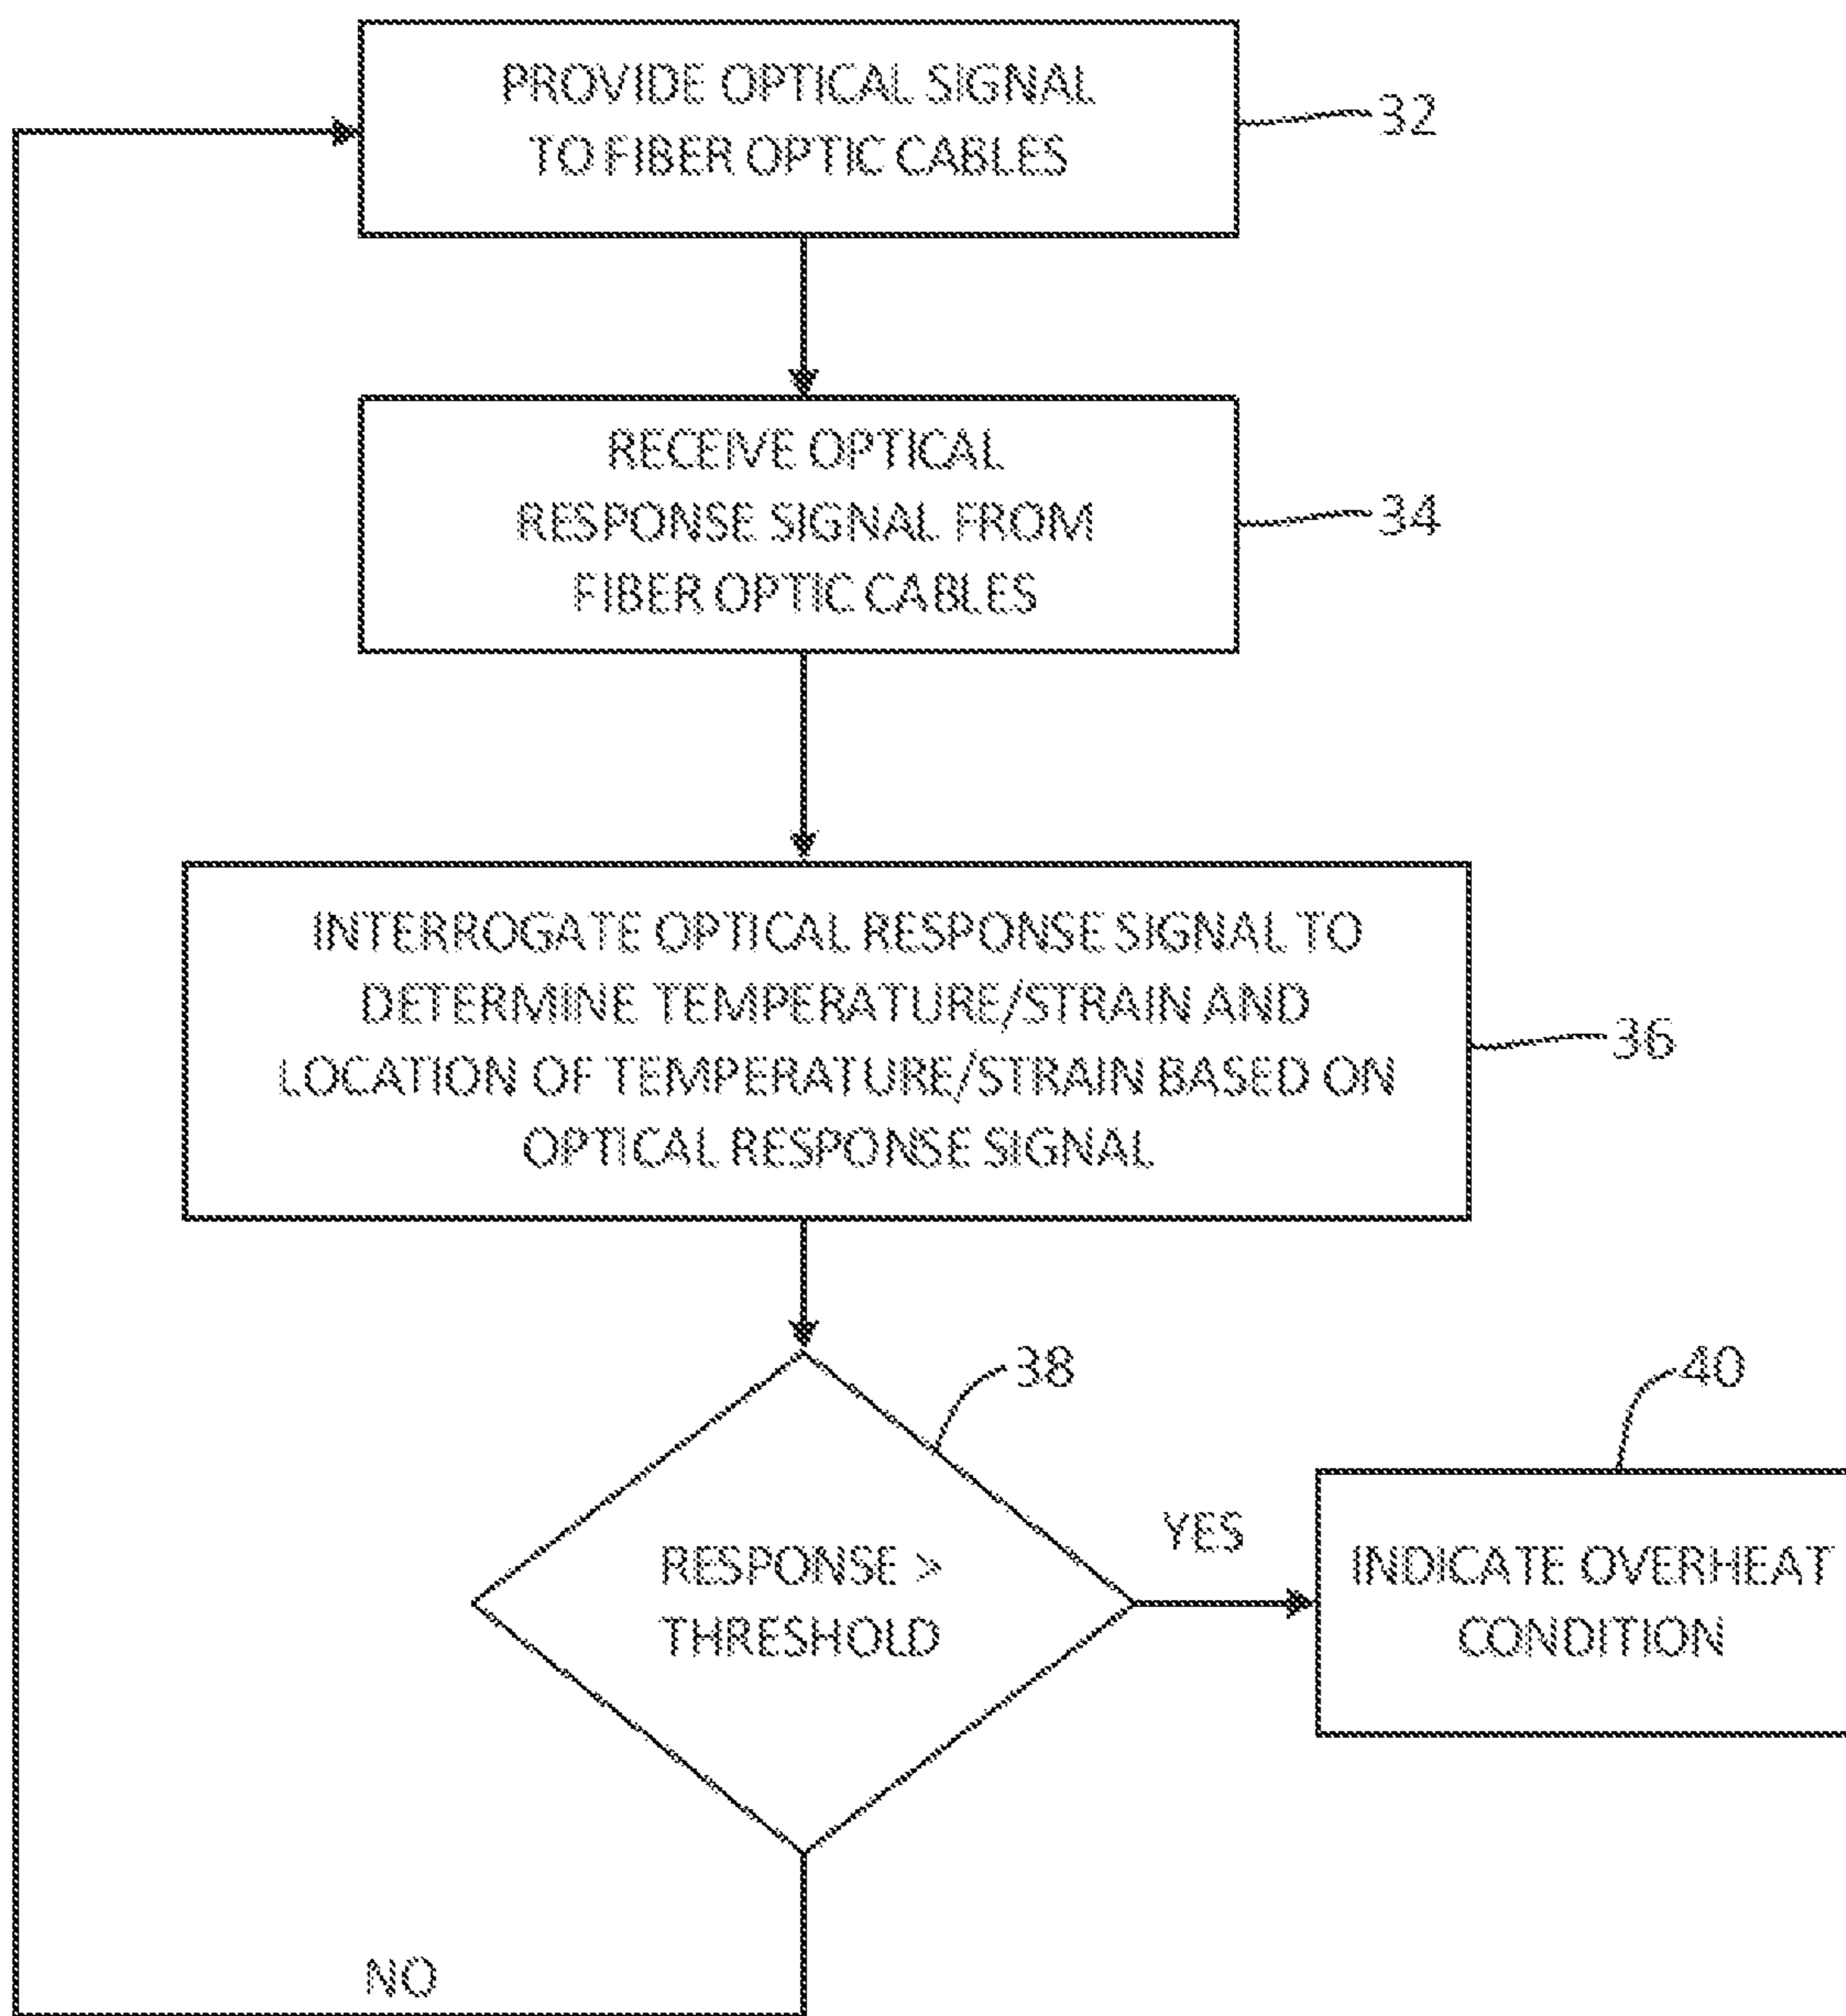 PROVIDE OPTICAL SIGNAL
TO FIBER OPTIC CABLES
32
RECEIVE OPTICAL
RESPONSE SIGNAL FROM
FIBER OPTIC CABLES
34
INTERROGATE OPTICAL RESPONSE SIGNAL TO
DETERMINE TEMPERATURE/STRAIN AND
LOCATION OF TEMPERATURE/STRAIN BASED ON
OPTICAL RESPONSE SIGNAL
36
38
40
RESPONSE >
THRESHOLD
YES
INDICATE OVERHEAT
CONDITION
NO